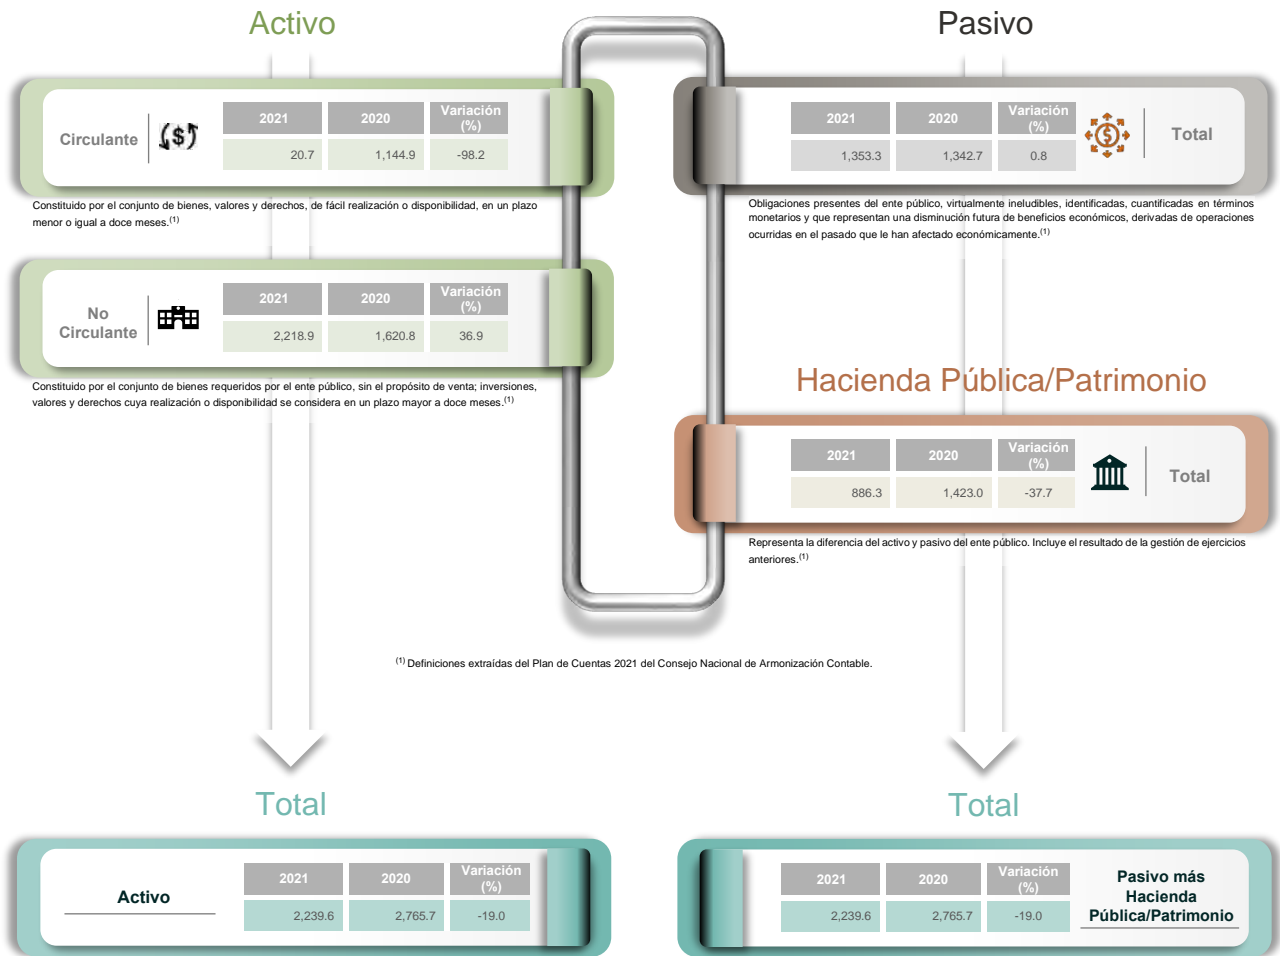 Activo
Circulante
2021 2020 Variación (%)
20.7 1,144.9 -98.2
Constituido por el conjunto de bienes, valores y derechos, de fácil realización o disponibilidad, en un plazo
menor o igual a doce meses.(1)
No
Circulante
2021 2020 Variación (%)
2,218.9 1,620.8 36.9
Constituido por el conjunto de bienes requeridos por el ente público, sin el propósito de venta; inversiones,
valores y derechos cuya realización o disponibilidad se considera en un plazo mayor a doce meses.(1)
Pasivo
2021 2020 Variación (%)
1,353.3 1,342.7 0.8
Total
Obligaciones presentes del ente público, virtualmente ineludibles, identificadas, cuantificadas en términos
monetarios y que representan una disminución futura de beneficios económicos, derivadas de operaciones
ocurridas en el pasado que le han afectado económicamente.(1)
Hacienda Pública/Patrimonio
2021 2020 Variación (%)
886.3 1,423.0 -37.7
Total
Representa la diferencia del activo y pasivo del ente público. Incluye el resultado de la gestión de ejercicios
anteriores.(1)
(1) Definiciones extraídas del Plan de Cuentas 2021 del Consejo Nacional de Armonización Contable.
Total
Activo
2021 2020 Variación (%)
2,239.6 2,765.7 -19.0
Total
2021 2020 Variación (%)
2,239.6 2,765.7 -19.0
Pasivo más
Hacienda
Pública/Patrimonio